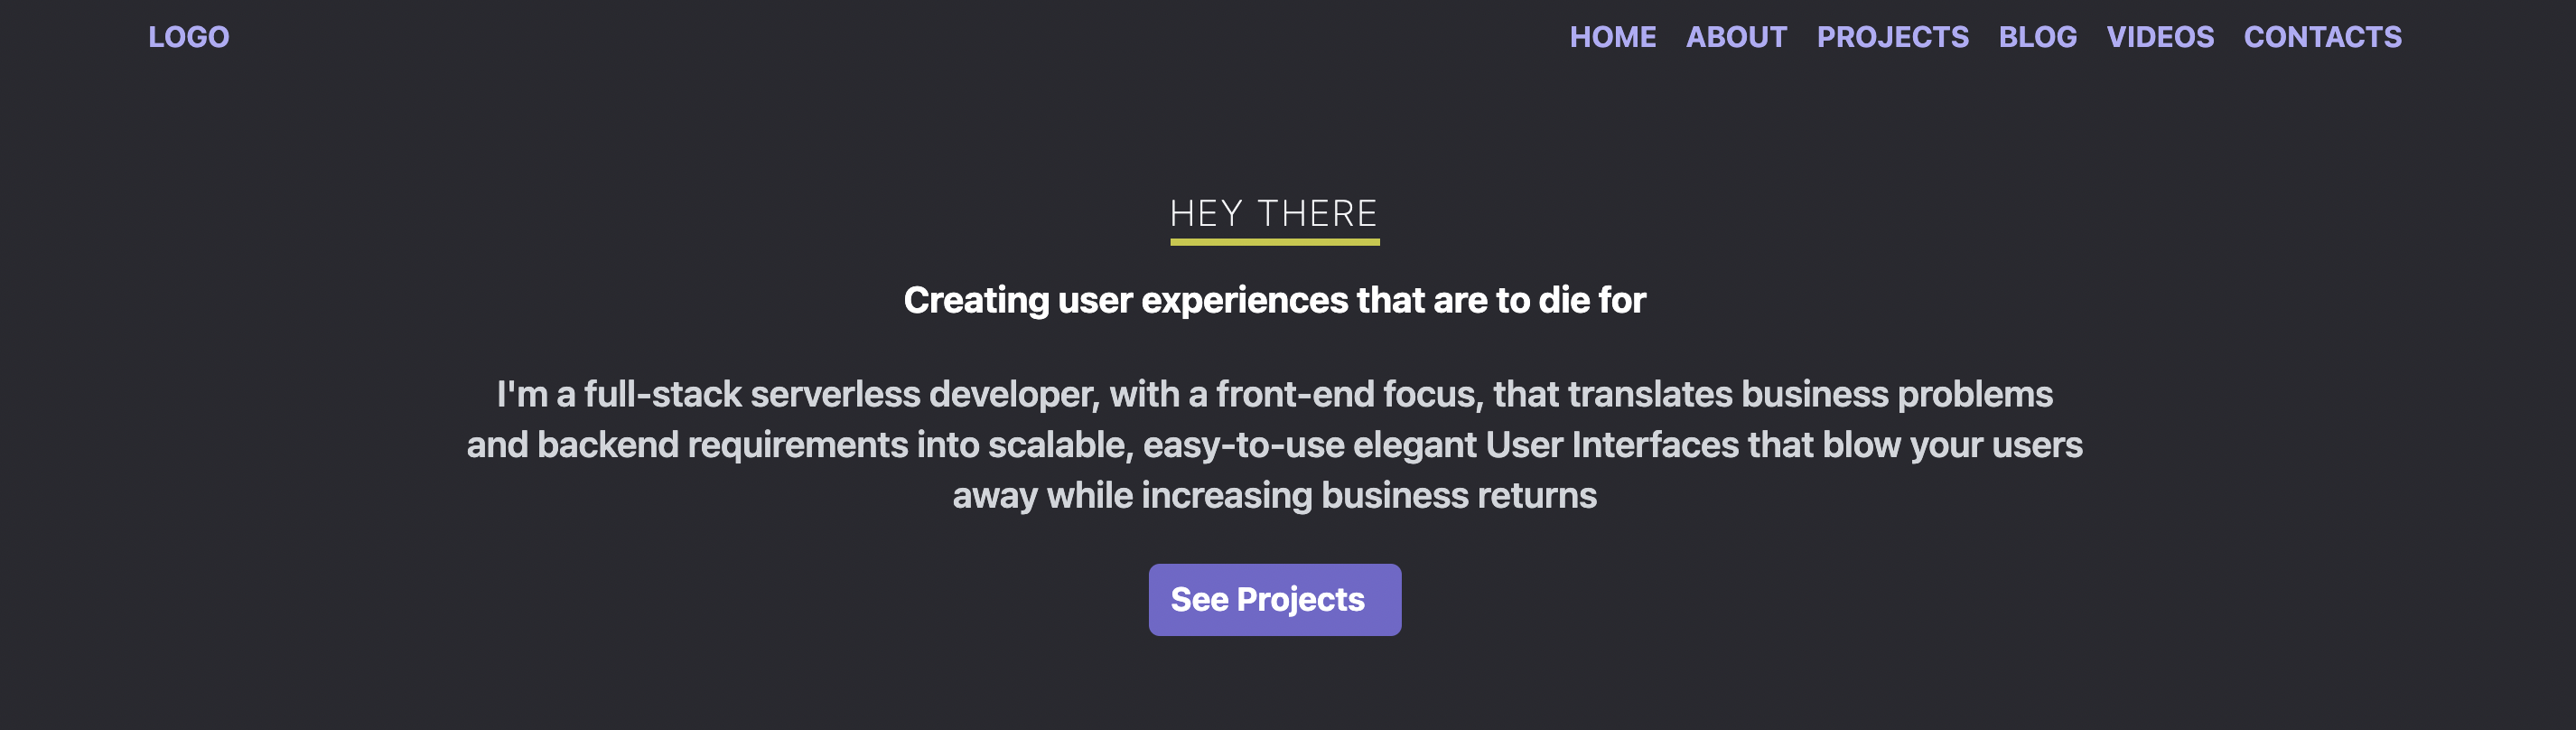 LOGO
HOME ABOUT PROJECTS BLOG VIDEOS CONTACTS
HEY THERE
Creating user experiences that are to die for
I'm a full-stack serverless developer, with a front-end focus, that translates business problems
and backend requirements into scalable, easy-to-use elegant User Interfaces that blow your users
away while increasing business returns
See Projects